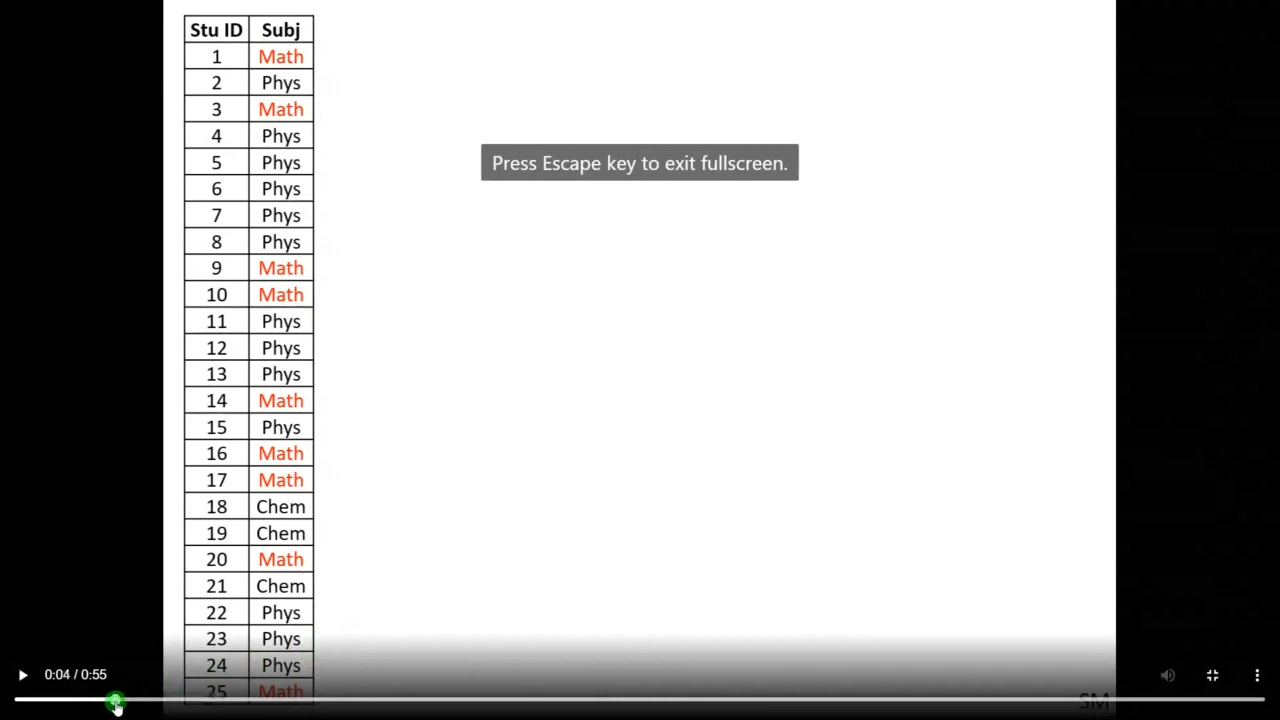 Stu ID Subj
1 Math
2 Phys
3 Math
4 Phys
Press Escape key to exit fullscreen.
5 Phys
6 Phys
7 Phys
8 Phys
9 Math
10 Math
11 Phys
12 Phys
13 Phys
14 Math
15 Phys
16 Math
17 Math
18 Chem
19 Chem
20 Math
21 Chem
22 Phys
23 Phys
24 Phys
0:04 / 0:55
25 Math
SM